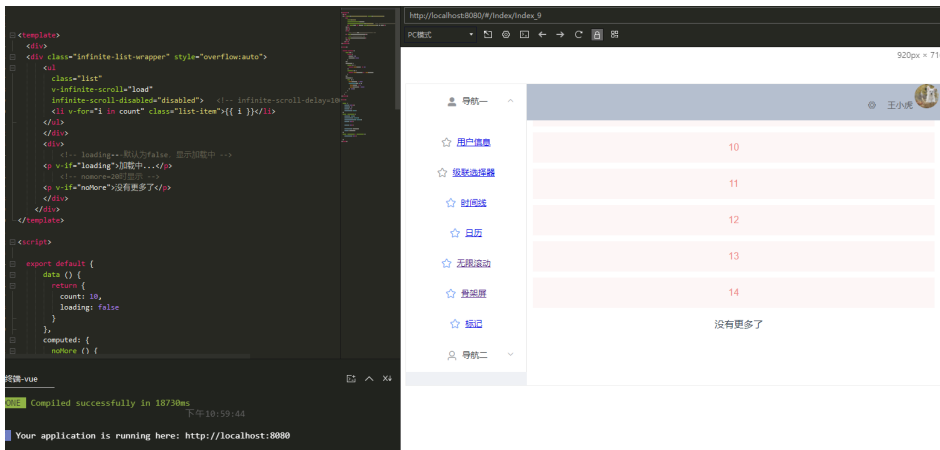 <template>
<div>
<div class="infinite-list-wrapper" style="overflow:auto">
<ul
class="list"
v-infinite-scroll="load"
infinite-scroll-disabled="disabled"> <!-- infinite-scroll-delay=10
<li v-for="i in count" class="list-item">{{ i }}</li>
</ul>
</div>
<div>
<!-- loading---默认为false，显示加载中 -->
<p v-if="loading">加载中...</p>
<!-- nomore=20时显示 -->
<p v-if="noMore">没有更多了</p>
</div>
</div>
</template>
<script>
export default {
data () {
return {
count: 10,
loading: false
}
},
computed: {
noMore () {
终端-vue
DONE Compiled successfully in 18730ms
下午10:59:44
Your application is running here: http://localhost:8080
http://localhost:8080/#/Index/Index_9
PC模式
920px × 71
导航一
王小虎
用户信息
级联选择器
时间线
日历
无限滚动
骨架屏
标记
导航二
10
11
12
13
14
没有更多了